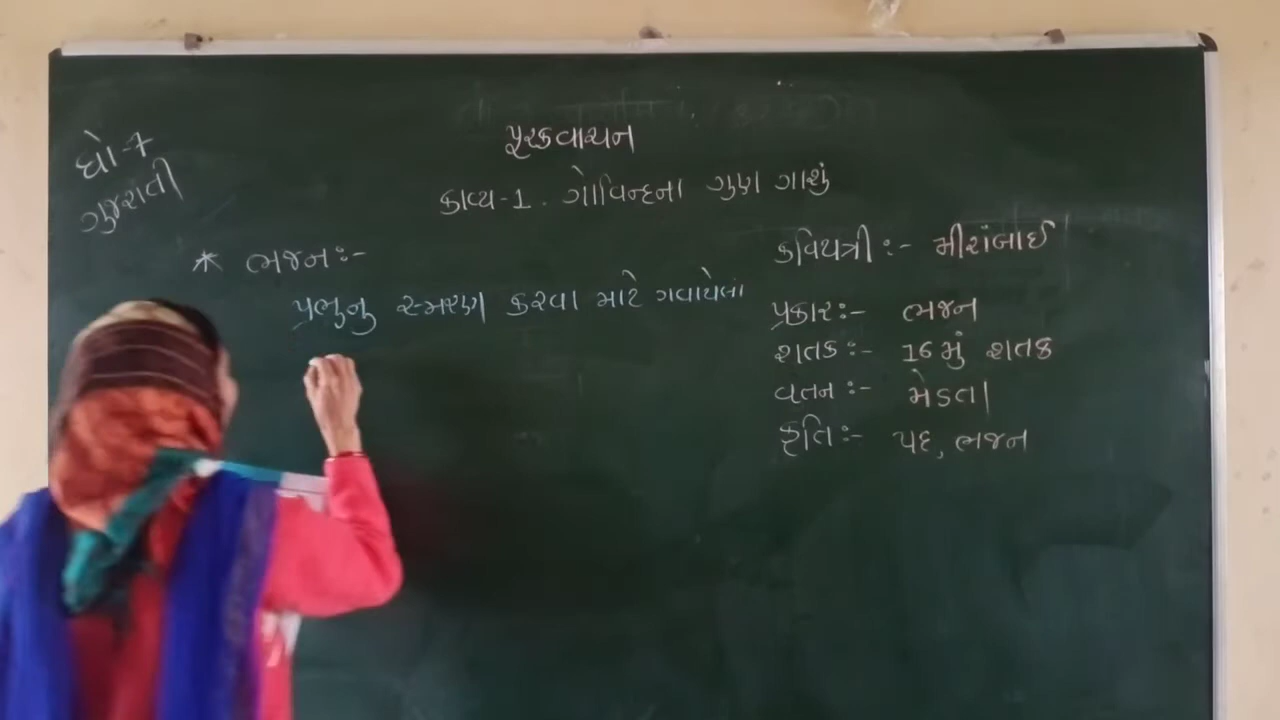 ધો-7
ગુજરાતી
પૂરકવાચન
કાવ્ય-1. ગોવિન્દના ગુણ ગાશું
* ભજન:-
પ્રભુનુ સ્મરણ કરવા માટે ગવાયેલા
કવિયત્રી:- મીરાંબાઈ
પ્રકાર:- ભજન
શતક:- 16મું શતક
વતન:- મેડતા
કૃતિ:- પદ, ભજન